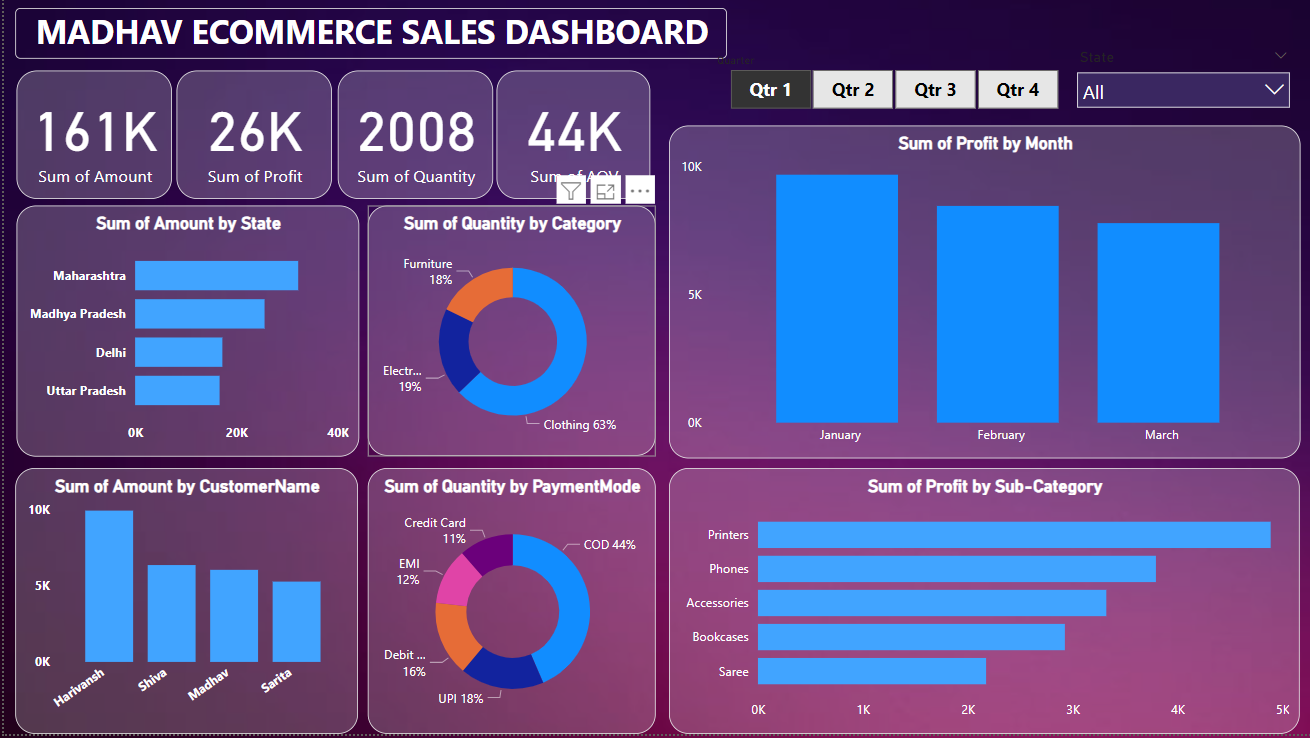 MADHAV ECOMMERCE SALES DASHBOARD
Quarter
Qtr 1 Qtr 2 Qtr 3 Qtr 4
State
All
161K
Sum of Amount
26K
Sum of Profit
2008
Sum of Quantity
44K
Sum of AOV
Sum of Amount by State
Maharashtra
Madhya Pradesh
Delhi
Uttar Pradesh
0K 20K 40K
Sum of Quantity by Category
Furniture
18%
Electr...
19%
Clothing 63%
Sum of Profit by Month
10K
5K
0K
January February March
Sum of Amount by CustomerName
10K
5K
0K
Harivansh Shiva Madhav Sarita
Sum of Quantity by PaymentMode
Credit Card
11%
COD 44%
EMI
12%
Debit ...
16%
UPI 18%
Sum of Profit by Sub-Category
Printers
Phones
Accessories
Bookcases
Saree
0K 1K 2K 3K 4K 5K